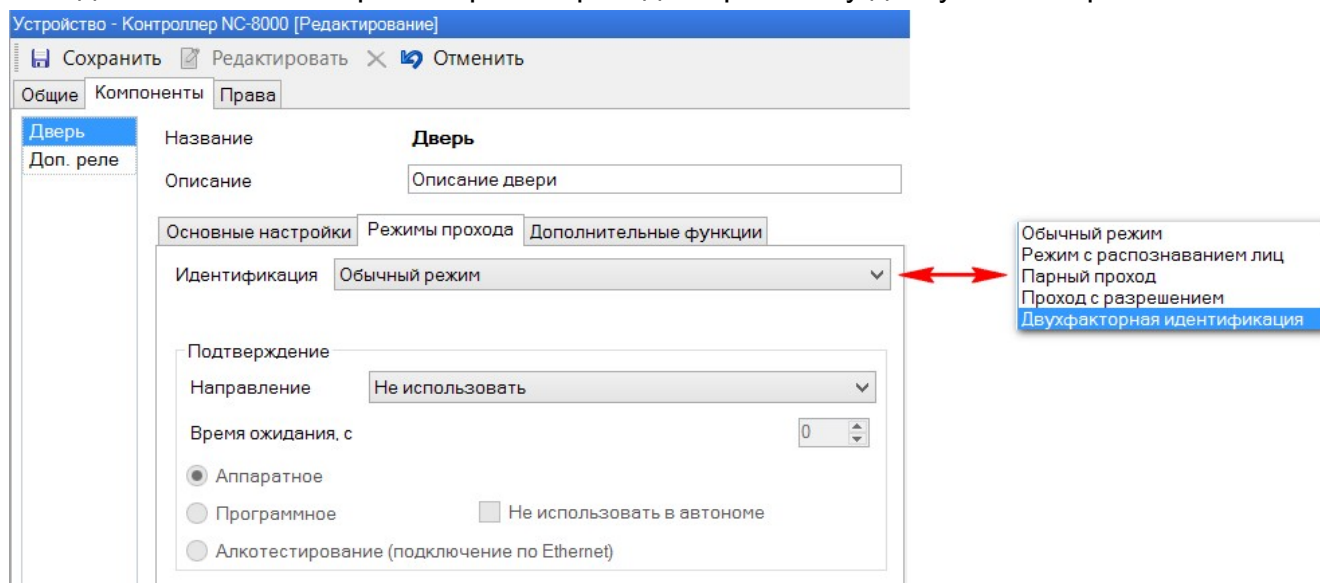 Устройство - Контроллер NC-8000 [Редактирование]
Сохранить Редактировать Отменить
Общие Компоненты Права
Дверь
Доп. реле
Название Дверь
Описание Описание двери
Основные настройки Режимы прохода Дополнительные функции
Идентификация Обычный режим
Обычный режим
Режим с распознаванием лиц
Парный проход
Проход с разрешением
Двухфакторная идентификация
Подтверждение
Направление Не использовать
Время ожидания, с 0
Аппаратное
Программное Не использовать в автономе
Алкотестирование (подключение по Ethernet)